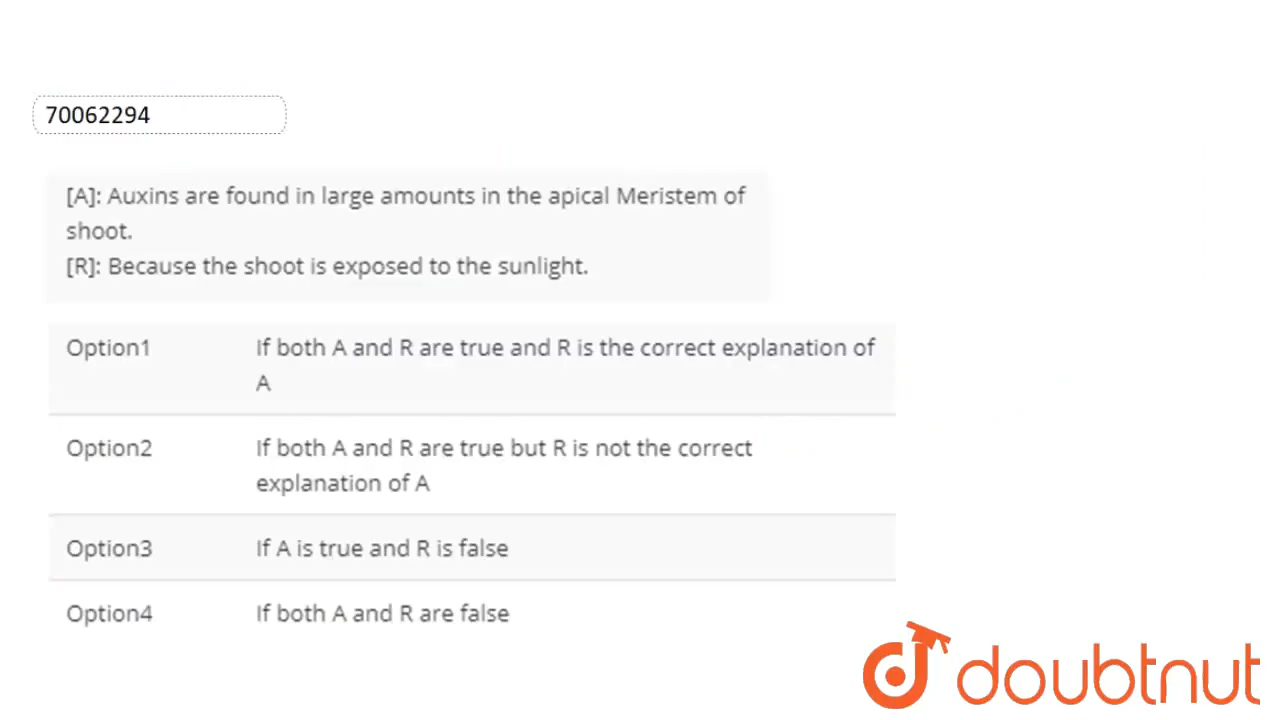 70062294
[A]: Auxins are found in large amounts in the apical Meristem of
shoot.
[R]: Because the shoot is exposed to the sunlight.
Option1 If both A and R are true and R is the correct explanation of
A
Option2 If both A and R are true but R is not the correct
explanation of A
Option3 If A is true and R is false
Option4 If both A and R are false
doubtnut